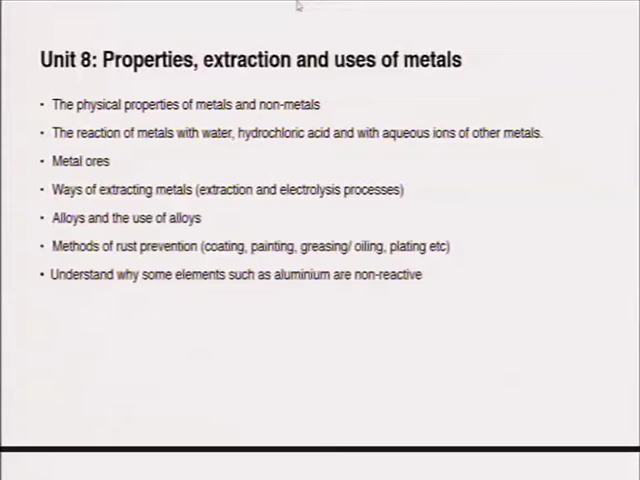 Unit 8: Properties, extraction and uses of metals
• The physical properties of metals and non-metals
• The reaction of metals with water, hydrochloric acid and with aqueous ions of other metals.
• Metal ores
• Ways of extracting metals (extraction and electrolysis processes)
• Alloys and the use of alloys
• Methods of rust prevention (coating, painting, greasing/ oiling, plating etc)
• Understand why some elements such as aluminium are non-reactive